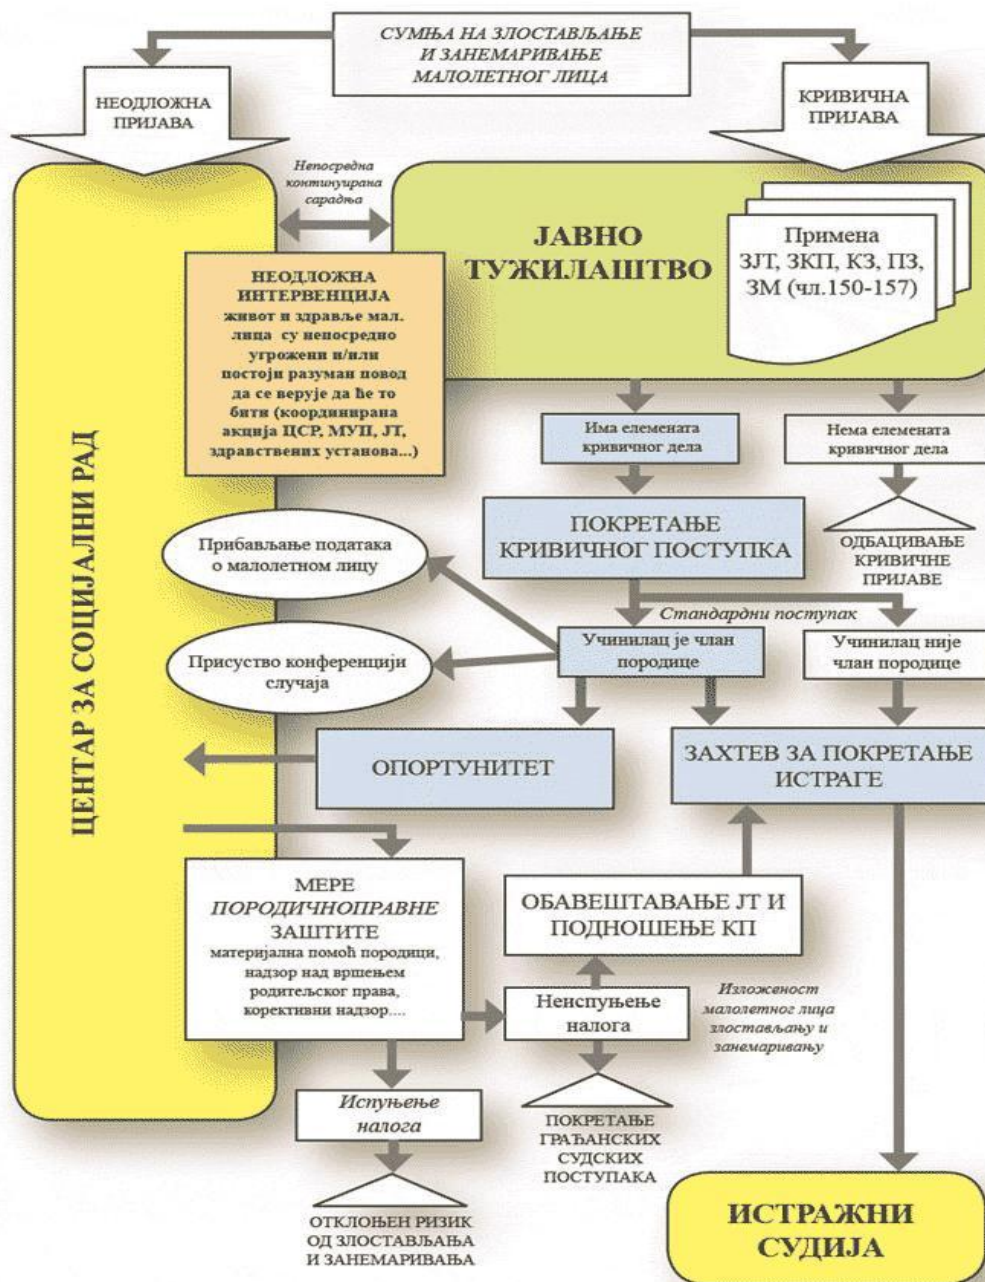 СУМЊА НА ЗЛОСТАВЉАЊЕ
И ЗАНЕМАРИВАЊЕ
МАЛОЛЕТНОГ ЛИЦА
НЕОДЛОЖНА
ПРИЈАВА
КРИВИЧНА
ПРИЈАВА
Непосредна
континуирана
сарадња
ЈАВНО
ТУЖИЛАШТВО
Примена
ЗЈТ, ЗКП, КЗ, ПЗ,
ЗМ (чл.150-157)
НЕОДЛОЖНА
ИНТЕРВЕНЦИЈА
живот и здравље мал.
лица су непосредно
угрожени и/или
постоји разуман повод
да се верује да ће то
бити (координирана
акција ЦСР, МУП, ЈТ,
здравствених установа...)
ЦЕНТАР ЗА СОЦИЈАЛНИ РАД
Има елемената
кривичног дела
Нема елемената
кривичног дела
ПОКРЕТАЊЕ
КРИВИЧНОГ ПОСТУПКА
ОДБАЦИВАЊЕ
КРИВИЧНЕ
ПРИЈАВЕ
Прибављање података
о малолетном лицу
Стандардни поступак
Учинилац је члан
породице
Учинилац није
члан породице
Присуство конференцији
случаја
ОПОРТУНИТЕТ
ЗАХТЕВ ЗА ПОКРЕТАЊЕ
ИСТРАГЕ
МЕРЕ
ПОРОДИЧНОПРАВНЕ
ЗАШТИТЕ
материјална помоћ породици,
надзор над вршењем
родитељског права,
корективни надзор....
ОБАВЕШТАВАЊЕ ЈТ И
ПОДНОШЕЊЕ КП
Неиспуњење
налога
Изложеност
малолетног лица
злостављању и
занемаривању
Испуњење
налога
ПОКРЕТАЊЕ
ГРАЂАНСКИХ
СУДСКИХ
ПОСТУПАКА
ОТКЛОЊЕН РИЗИК
ОД ЗЛОСТАВЉАЊА
И ЗАНЕМАРИВАЊА
ИСТРАЖНИ
СУДИЈА